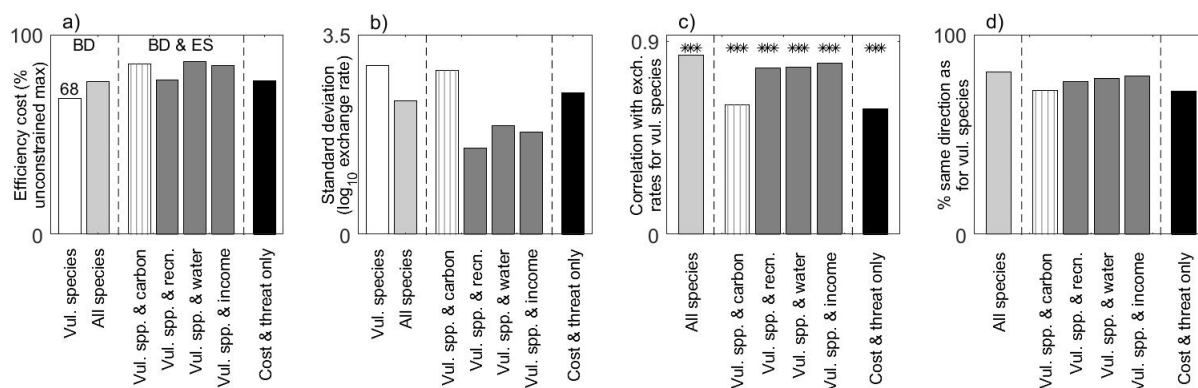 a)
BD
BD & ES
100
68
0
Efficiency cost (%
unconstrained max)
Vul. species
All species
Vul. spp. & carbon
Vul. spp. & recn.
Vul. spp. & water
Vul. spp. & income
Cost & threat only
b)
3.5
0
Standard deviation
(log10 exchange rate)
Vul. species
All species
Vul. spp. & carbon
Vul. spp. & recn.
Vul. spp. & water
Vul. spp. & income
Cost & threat only
c)
0.9
*** *** *** *** *** ***
0
Correlation with exch.
rates for vul. species
All species
Vul. spp. & carbon
Vul. spp. & recn.
Vul. spp. & water
Vul. spp. & income
Cost & threat only
d)
100
0
% same direction as
for vul. species
All species
Vul. spp. & carbon
Vul. spp. & recn.
Vul. spp. & water
Vul. spp. & income
Cost & threat only